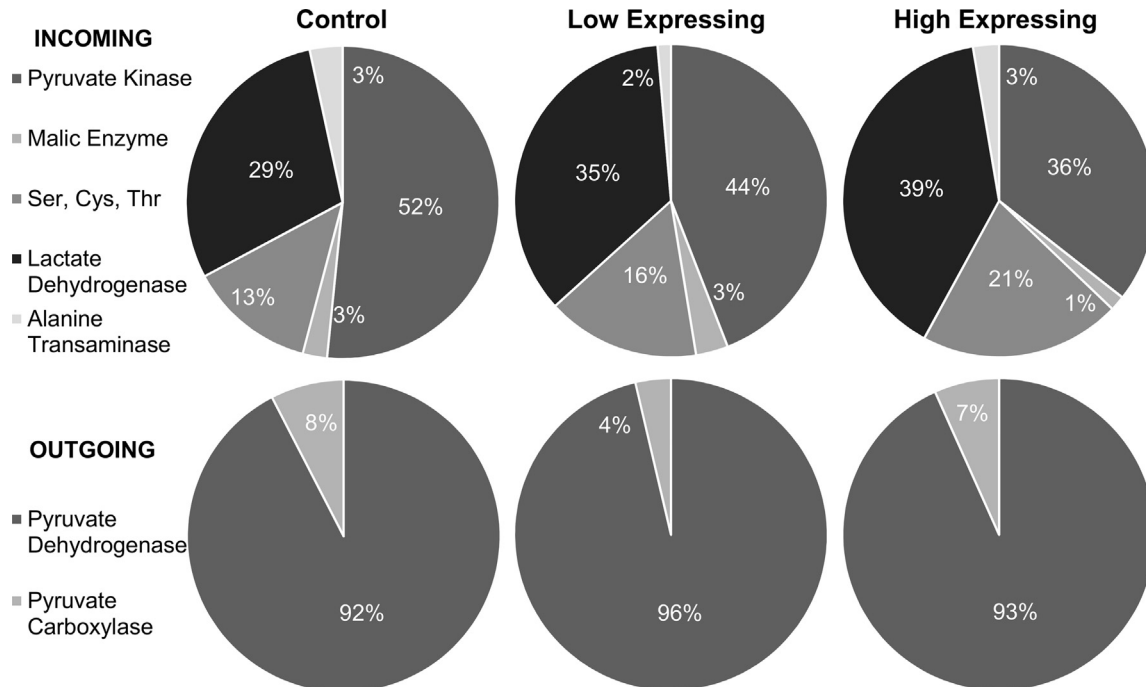 Control
Low Expressing
High Expressing
INCOMING
Pyruvate Kinase
Malic Enzyme
Ser, Cys, Thr
Lactate
Dehydrogenase
Alanine
Transaminase
3%
29%
52%
13%
3%
2%
35%
44%
16%
3%
3%
39%
36%
21%
1%
OUTGOING
Pyruvate
Dehydrogenase
Pyruvate
Carboxylase
8%
92%
4%
96%
7%
93%